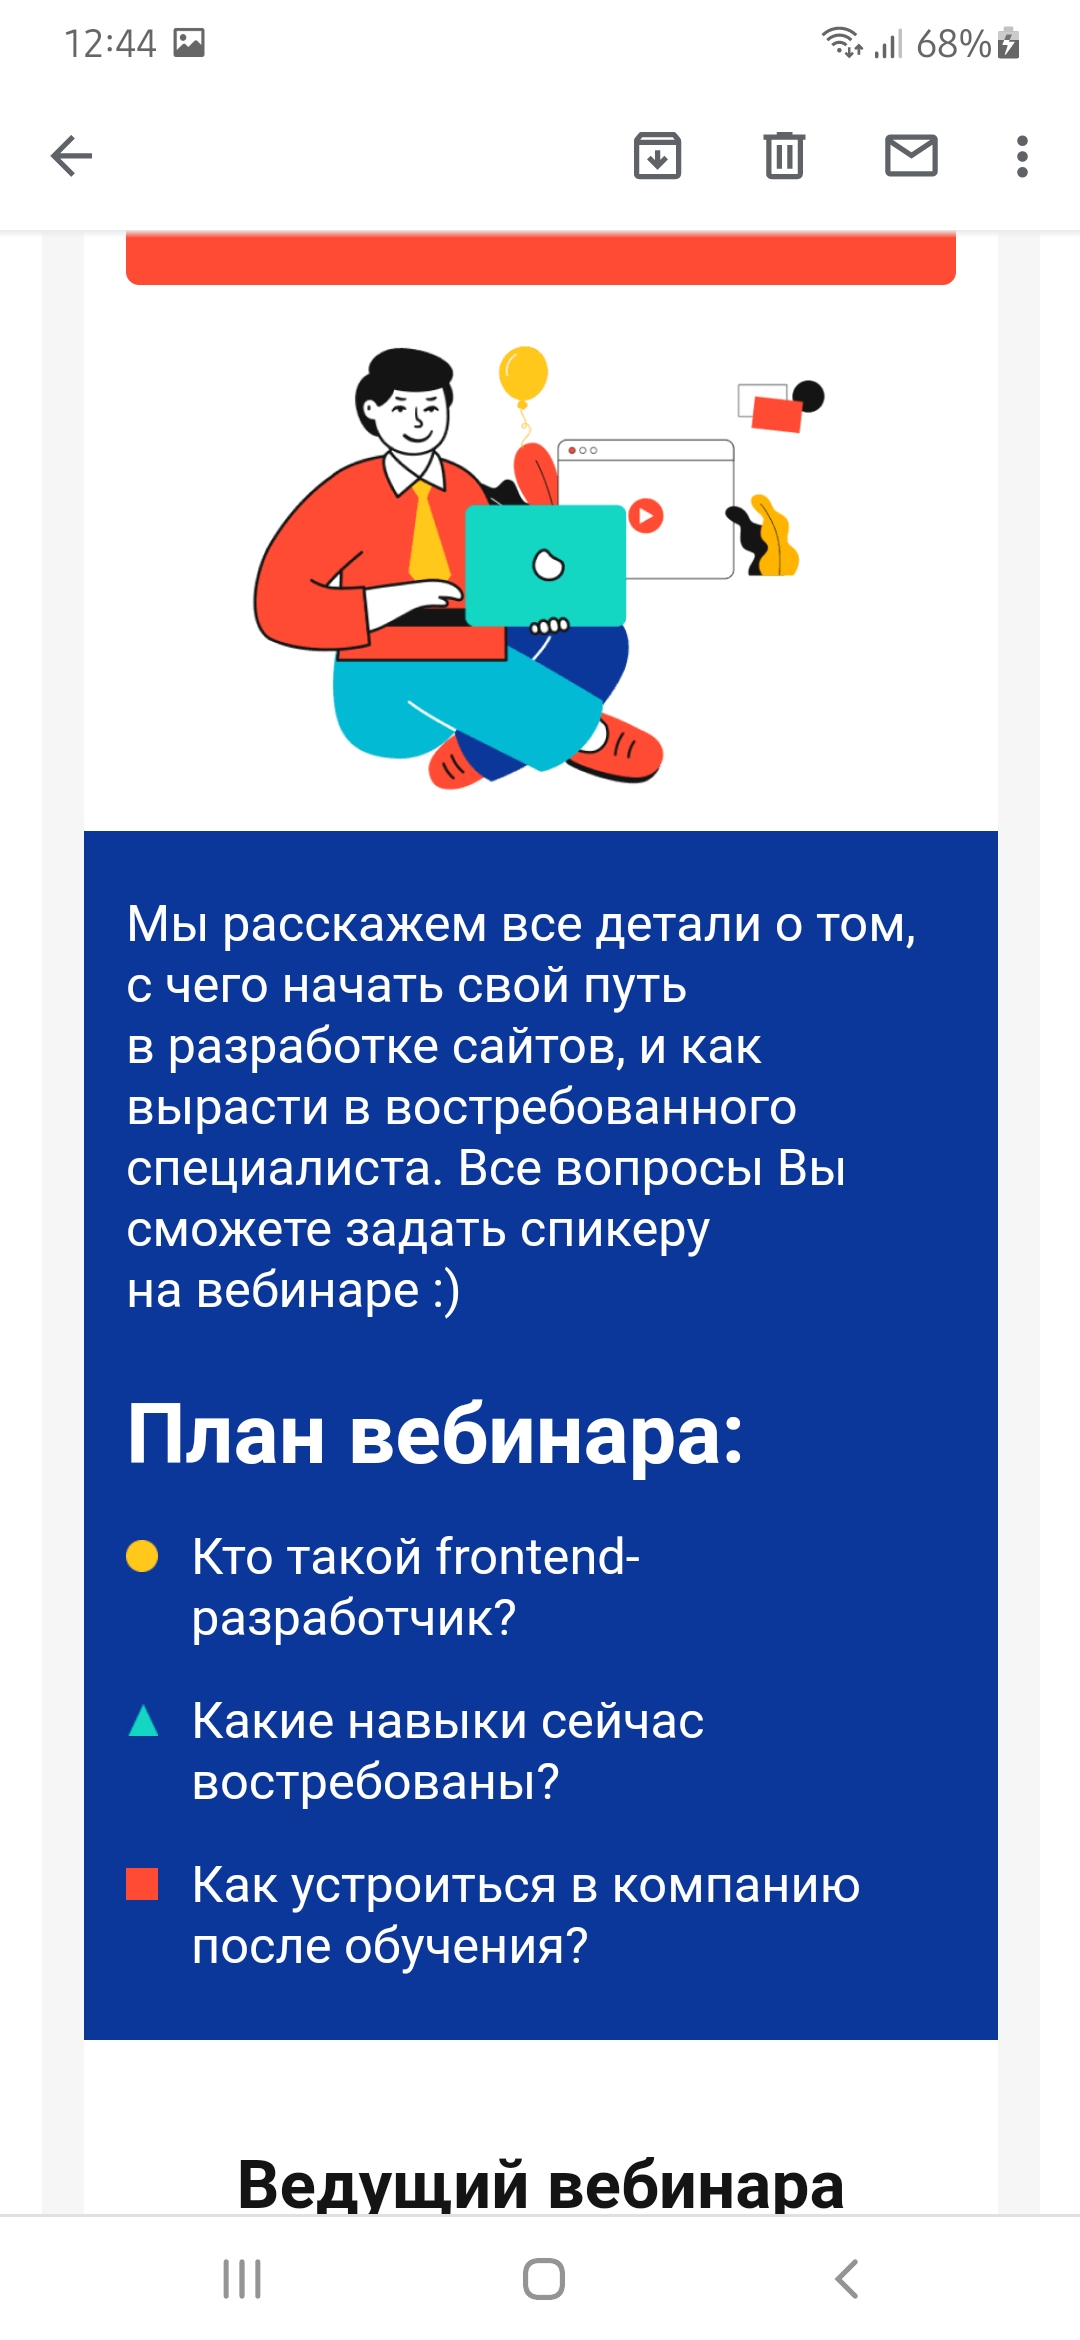 12:44
68%
Мы расскажем все детали о том,
с чего начать свой путь
в разработке сайтов, и как
вырасти в востребованного
специалиста. Все вопросы Вы
сможете задать спикеру
на вебинаре :)
План вебинара:
Кто такой frontend-
разработчик?
Какие навыки сейчас
востребованы?
Как устроиться в компанию
после обучения?
Ведущий вебинара